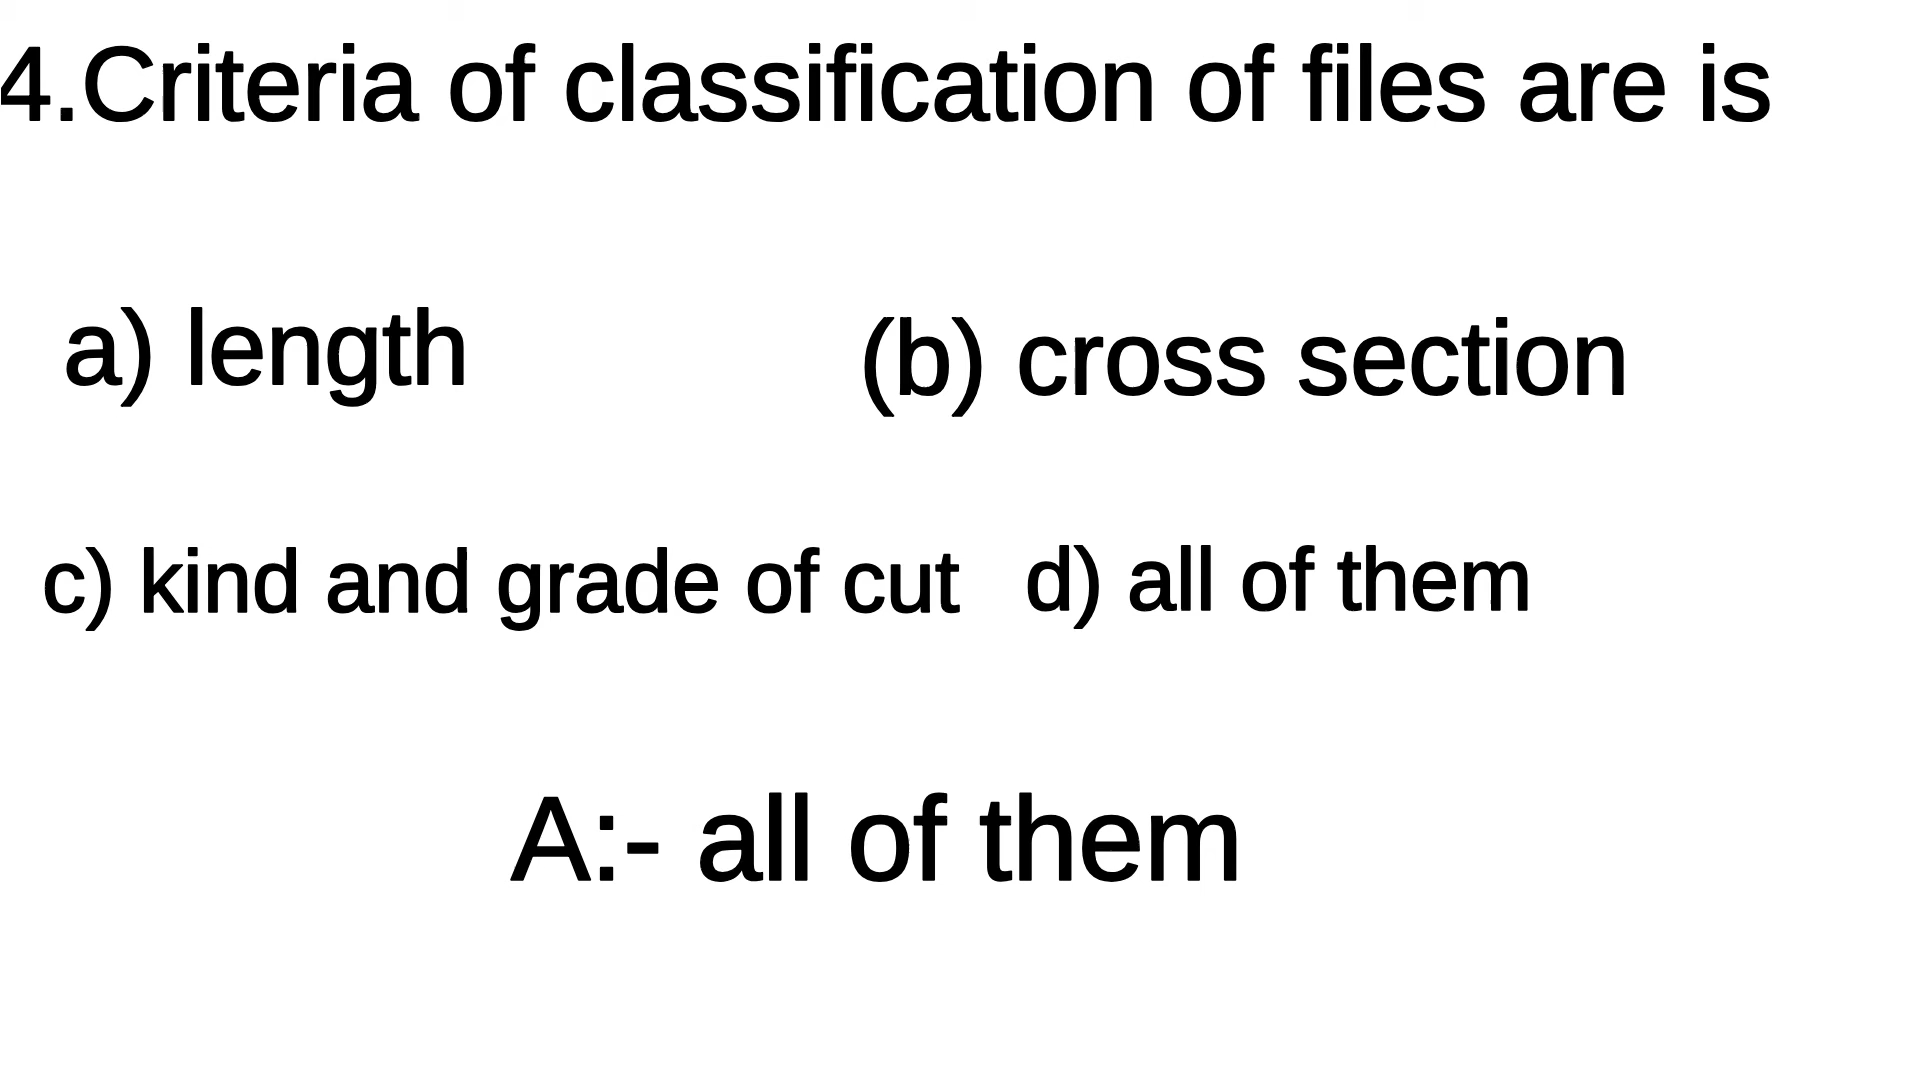 4.Criteria of classification of files are is
a) length (b) cross section
c) kind and grade of cut d) all of them
A:- all of them